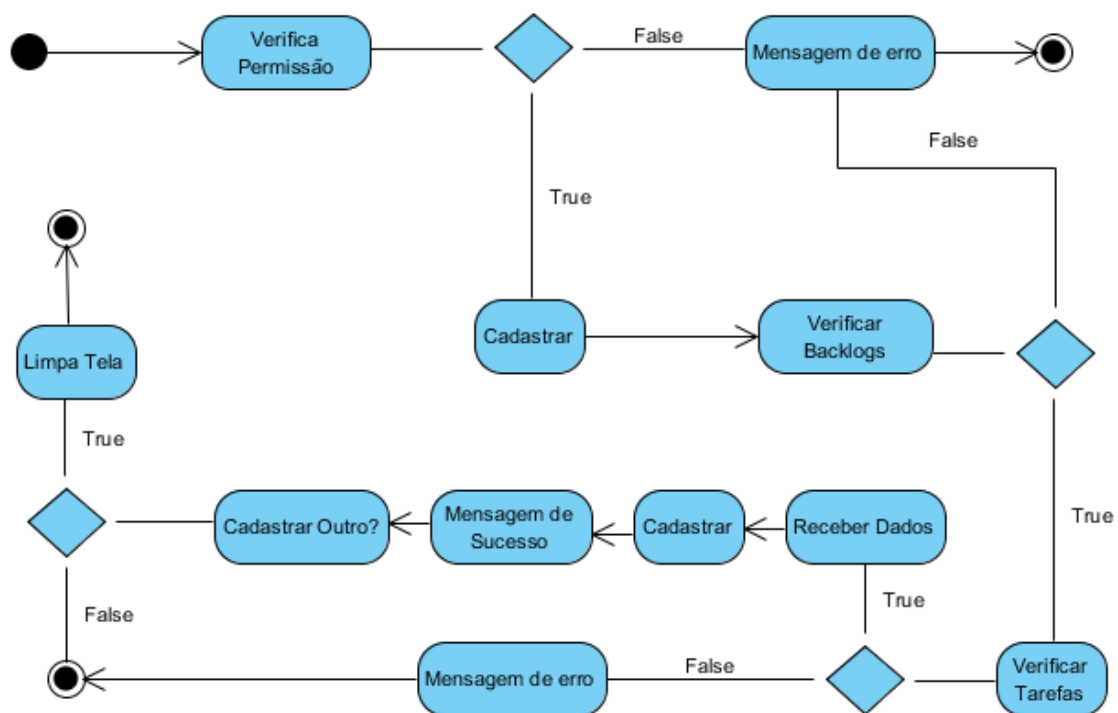 Verifica
Permissão
False
Mensagem de erro
False
True
Cadastrar
Verificar
Backlogs
Limpa Tela
True
Cadastrar Outro?
Mensagem de
Sucesso
Cadastrar
Receber Dados
True
False
True
Mensagem de erro
False
Verificar
Tarefas